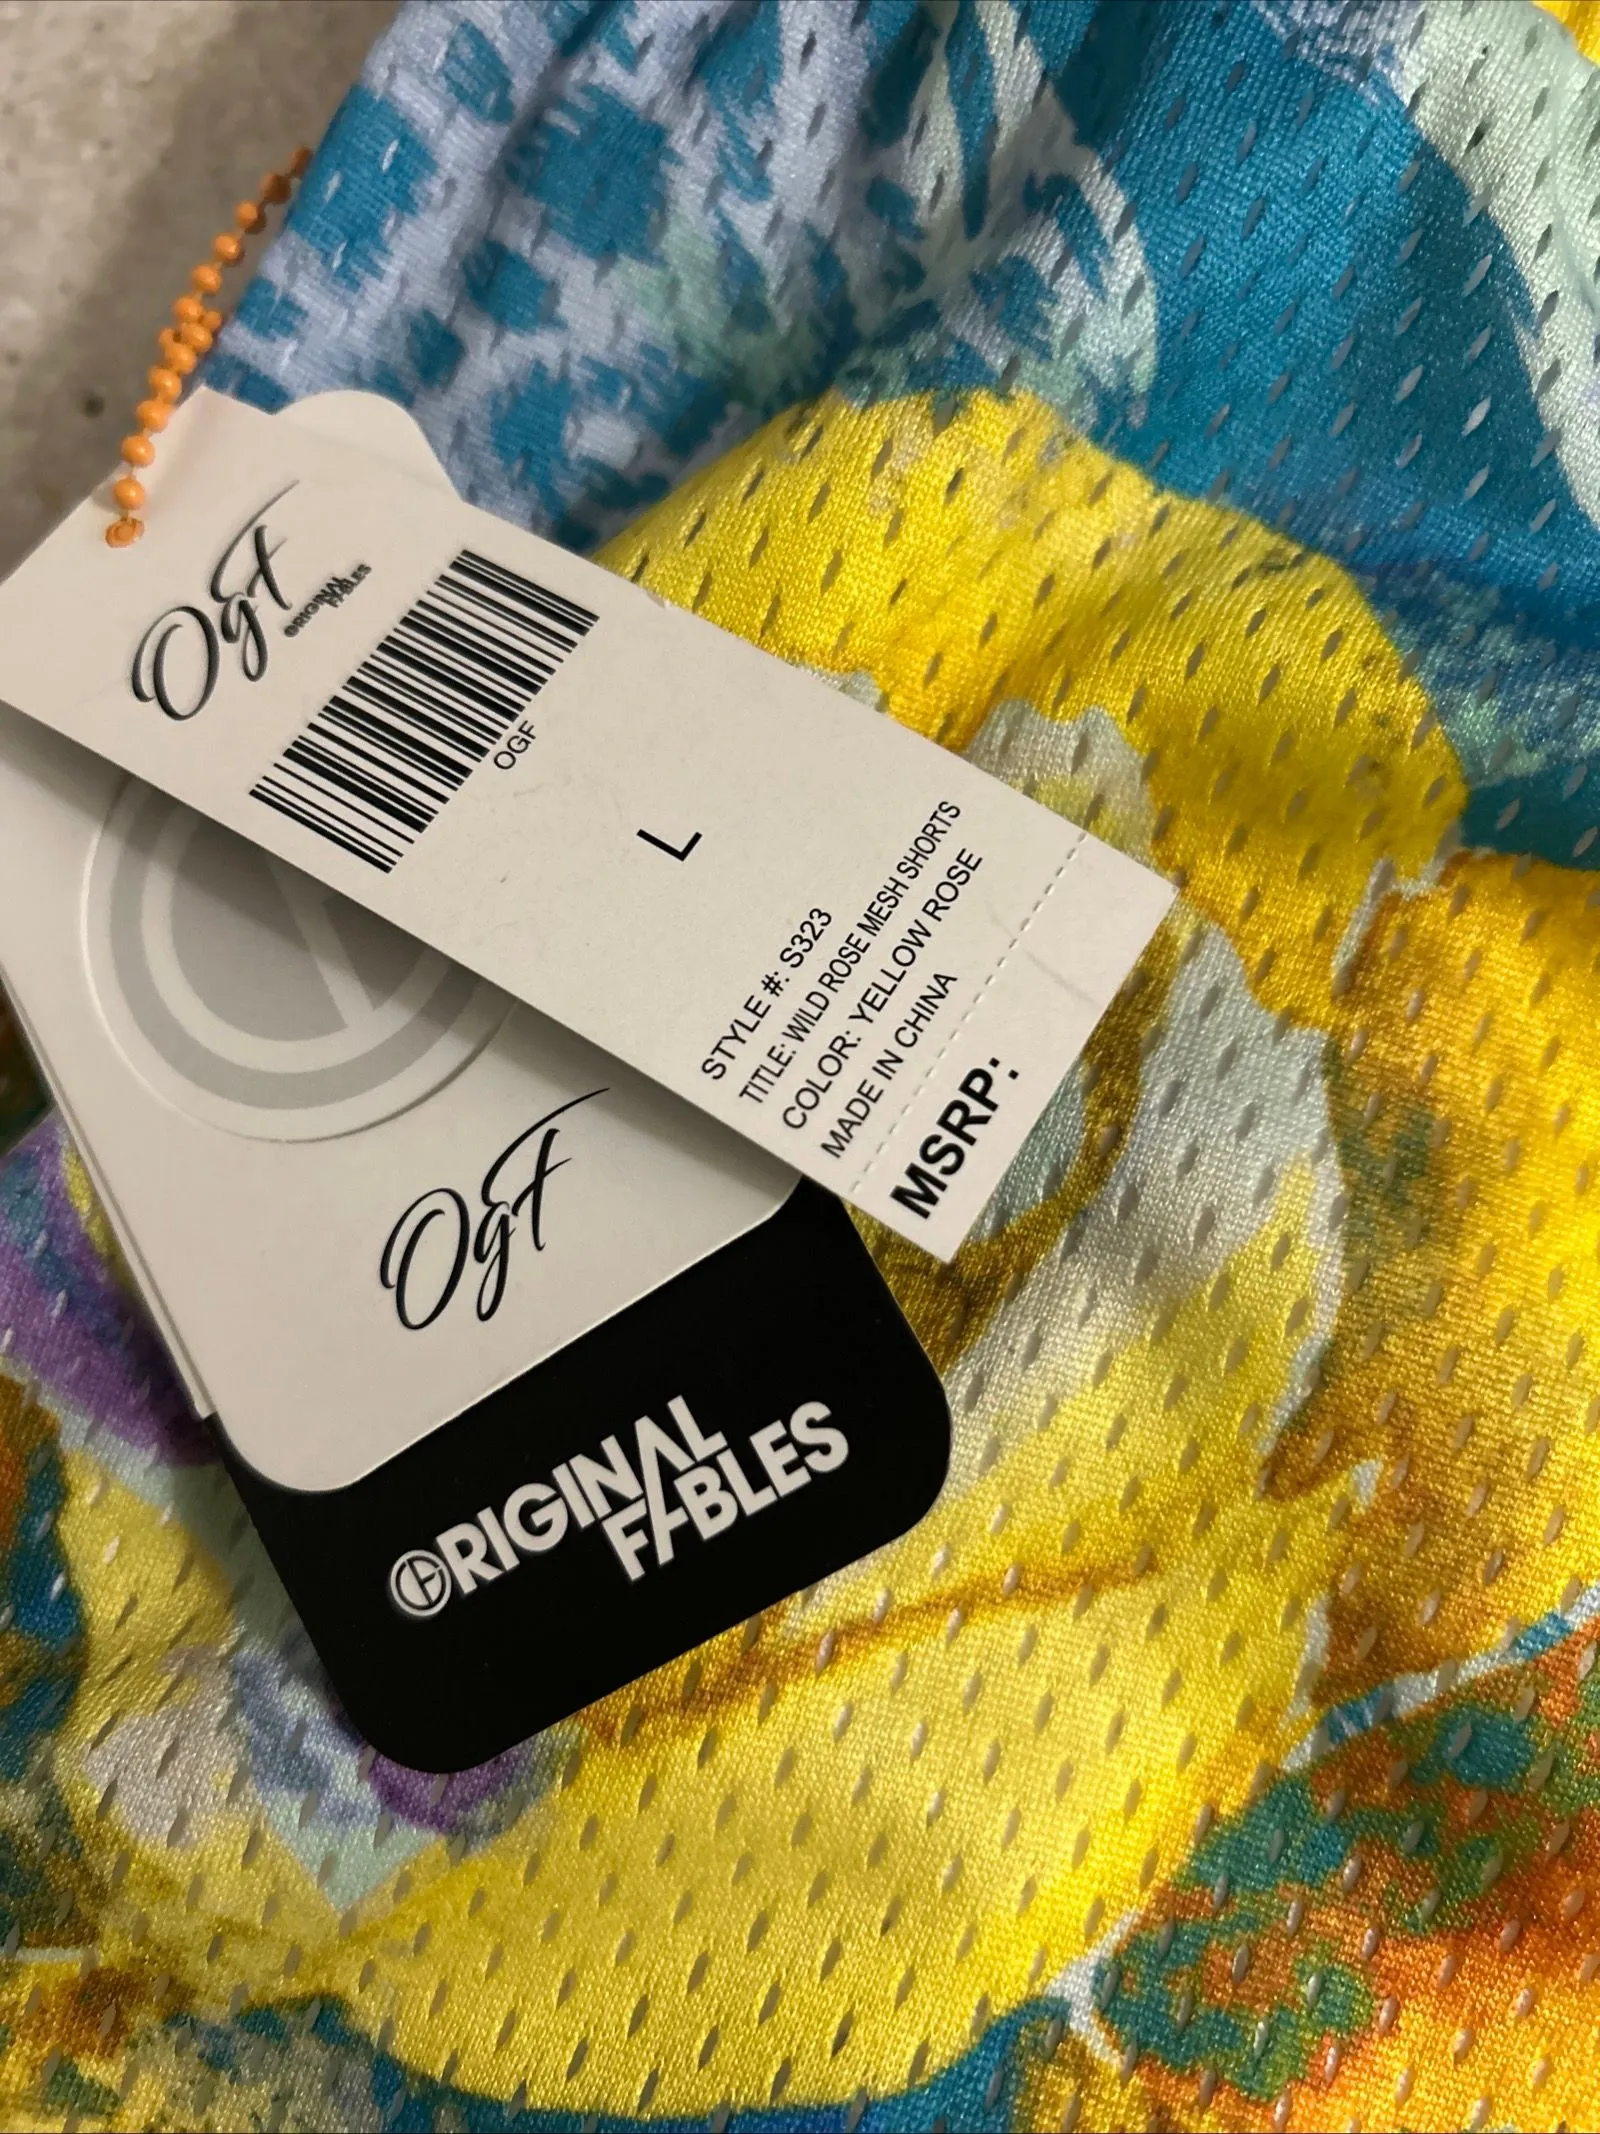 OgF
ORIGINAL
FABLES
OGF
L
STYLE #: S323
TITLE: WILD ROSE MESH SHORTS
COLOR: YELLOW ROSE
MADE IN CHINA
MSRP:
OgF
ORIGINAL
FABLES